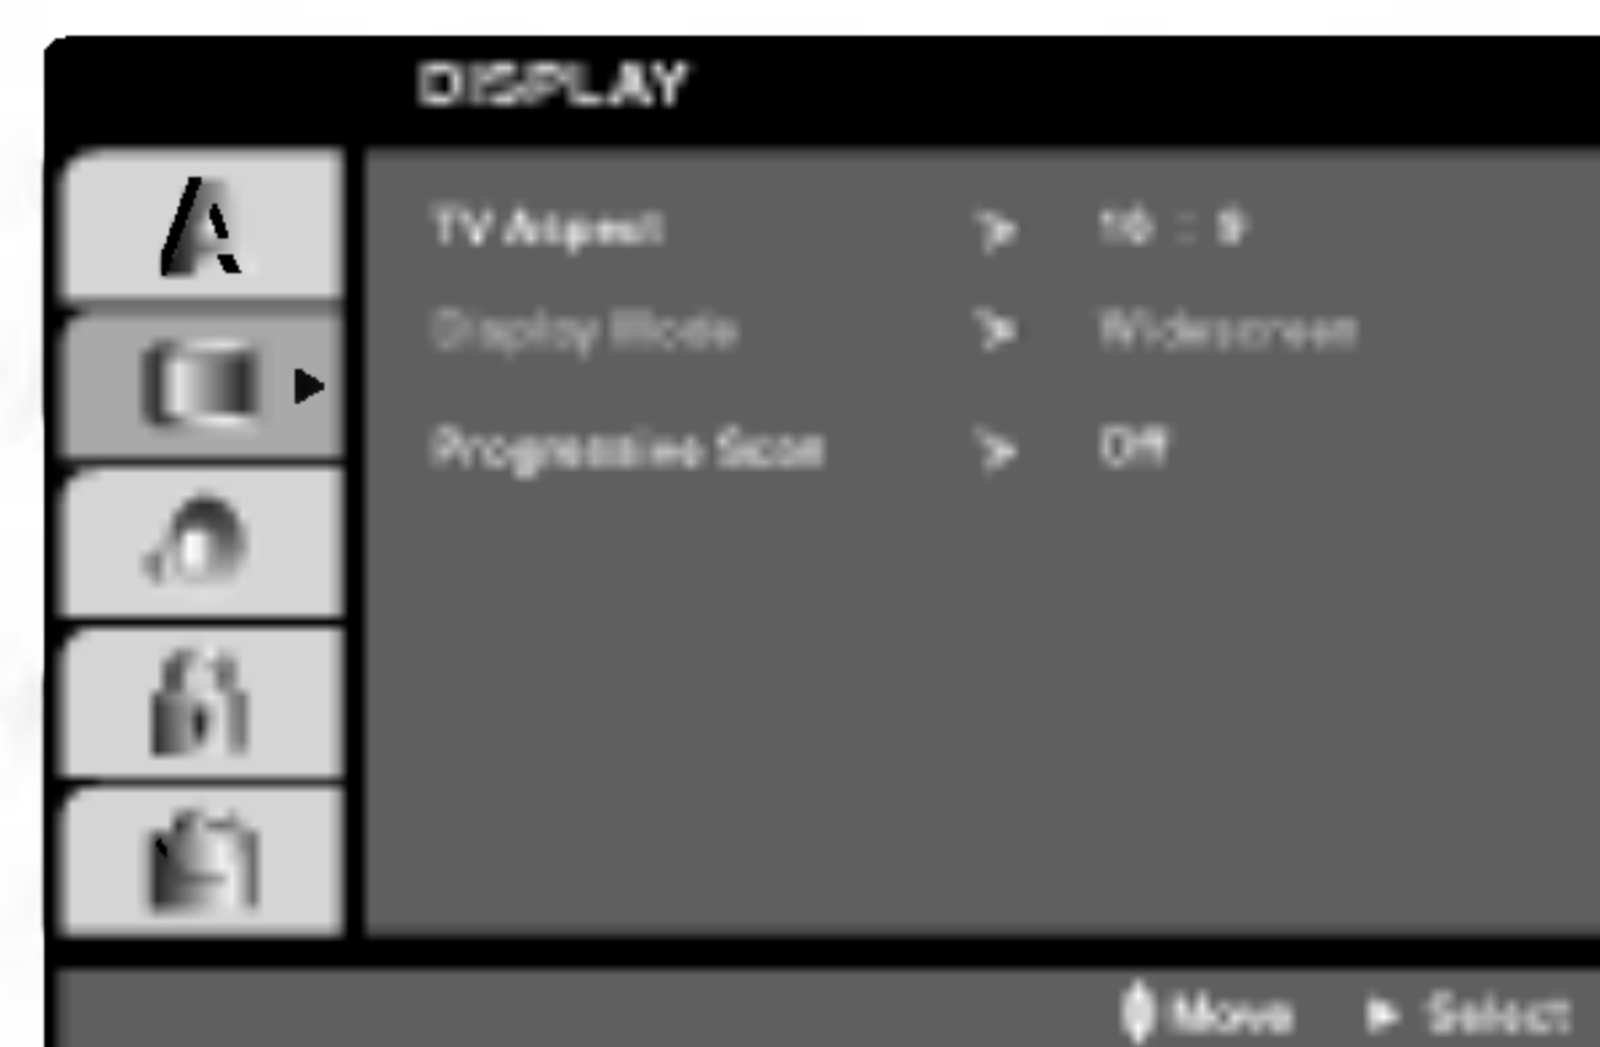 DISPLAY
A
TV Aspect > 16 : 9
Display Mode > Widescreen
Progressive Scan > Off
Move ► Select